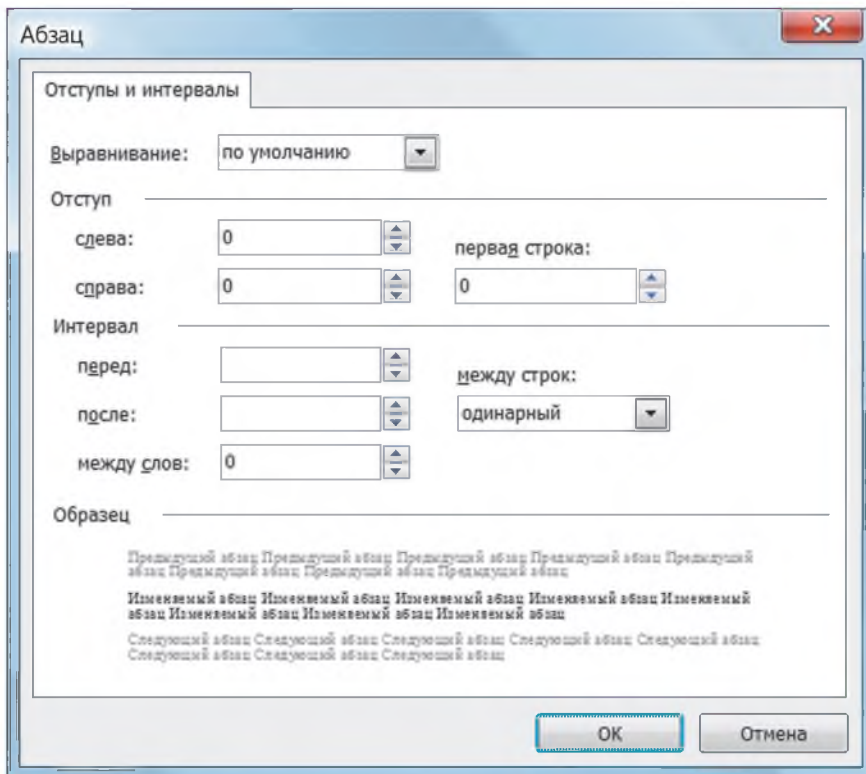 Абзац
Отступы и интервалы
Выравнивание: по умолчанию
Отступ
слева: 0
первая строка:
справа: 0 0
Интервал
перед:
между строк:
после: одинарный
между слов: 0
Образец
Предыдущий абзац Предыдущий абзац Предыдущий абзац Предыдущий абзац Предыдущий
абзац Предыдущий абзац Предыдущий абзац Предыдущий абзац
Изменяемый абзац Изменяемый абзац Изменяемый абзац Изменяемый абзац Изменяемый
абзац Изменяемый абзац Изменяемый абзац Изменяемый абзац
Следующий абзац Следующий абзац Следующий абзац Следующий абзац Следующий абзац
Следующий абзац Следующий абзац Следующий абзац
ОК Отмена